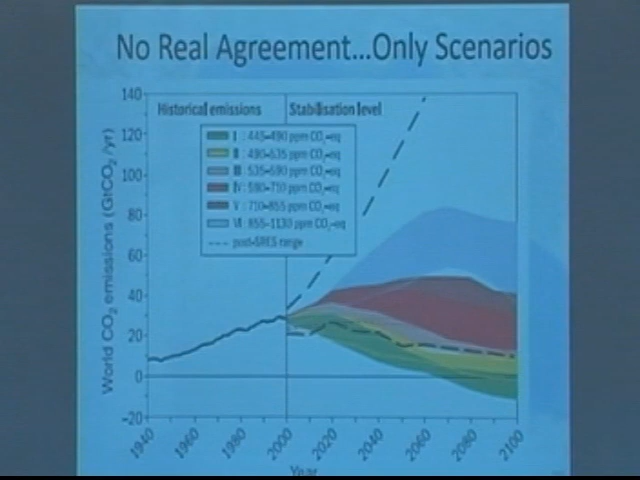 No Real Agreement...Only Scenarios
Historical emissions
Stabilisation level
I : 445–490 ppm CO₂-eq
II : 490–535 ppm CO₂-eq
III : 535–590 ppm CO₂-eq
IV : 590–710 ppm CO₂-eq
V : 710–855 ppm CO₂-eq
VI : 855–1130 ppm CO₂-eq
post-SRES range
World CO₂ emissions (GtCO₂ /yr)
140
120
100
80
60
40
20
0
–20
1940
1960
1980
2000
2020
2040
2060
2080
2100
Year